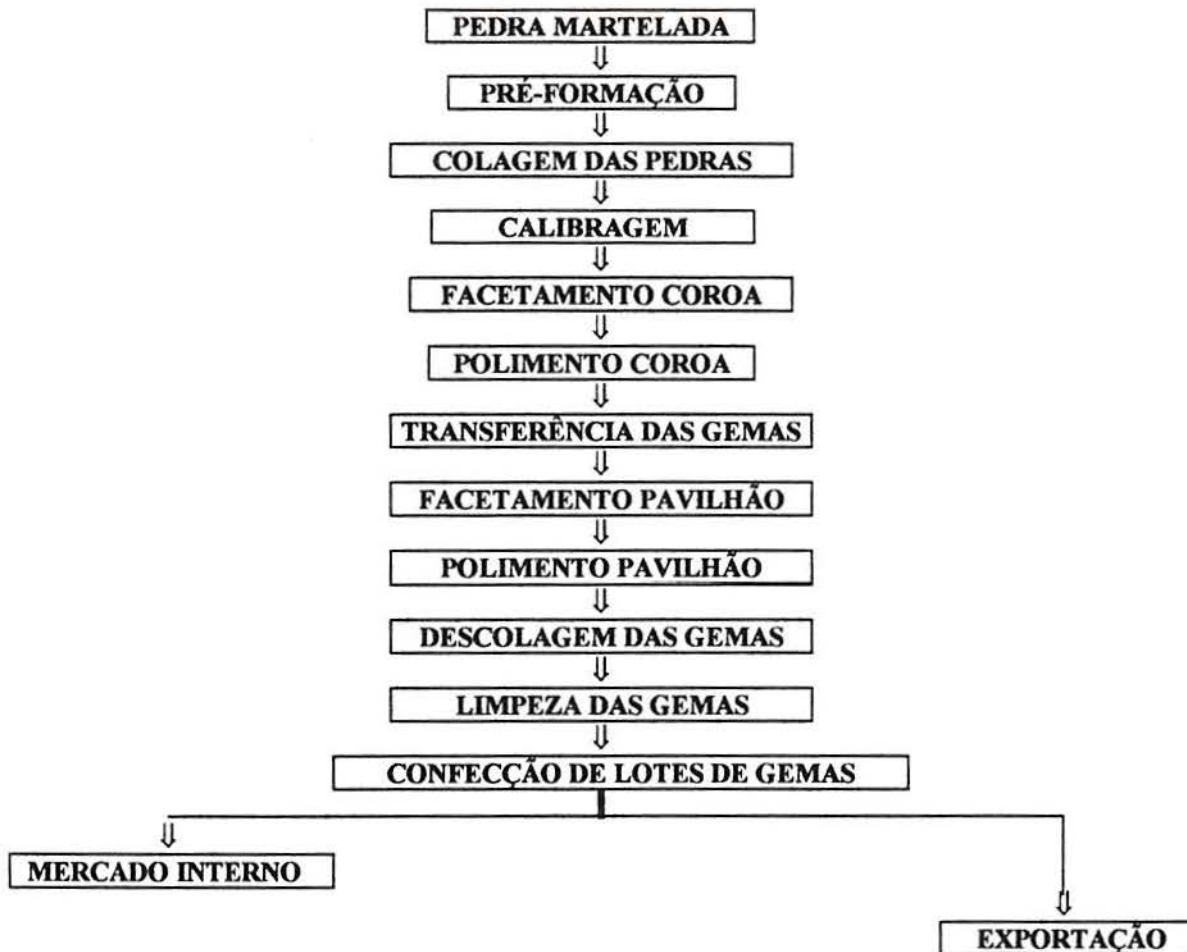 PEDRA MARTELADA
PRÉ-FORMAÇÃO
COLAGEM DAS PEDRAS
CALIBRAGEM
FACETAMENTO COROA
POLIMENTO COROA
TRANSFERÊNCIA DAS GEMAS
FACETAMENTO PAVILHÃO
POLIMENTO PAVILHÃO
DESCOLAGEM DAS GEMAS
LIMPEZA DAS GEMAS
CONFECÇÃO DE LOTES DE GEMAS
MERCADO INTERNO
EXPORTAÇÃO